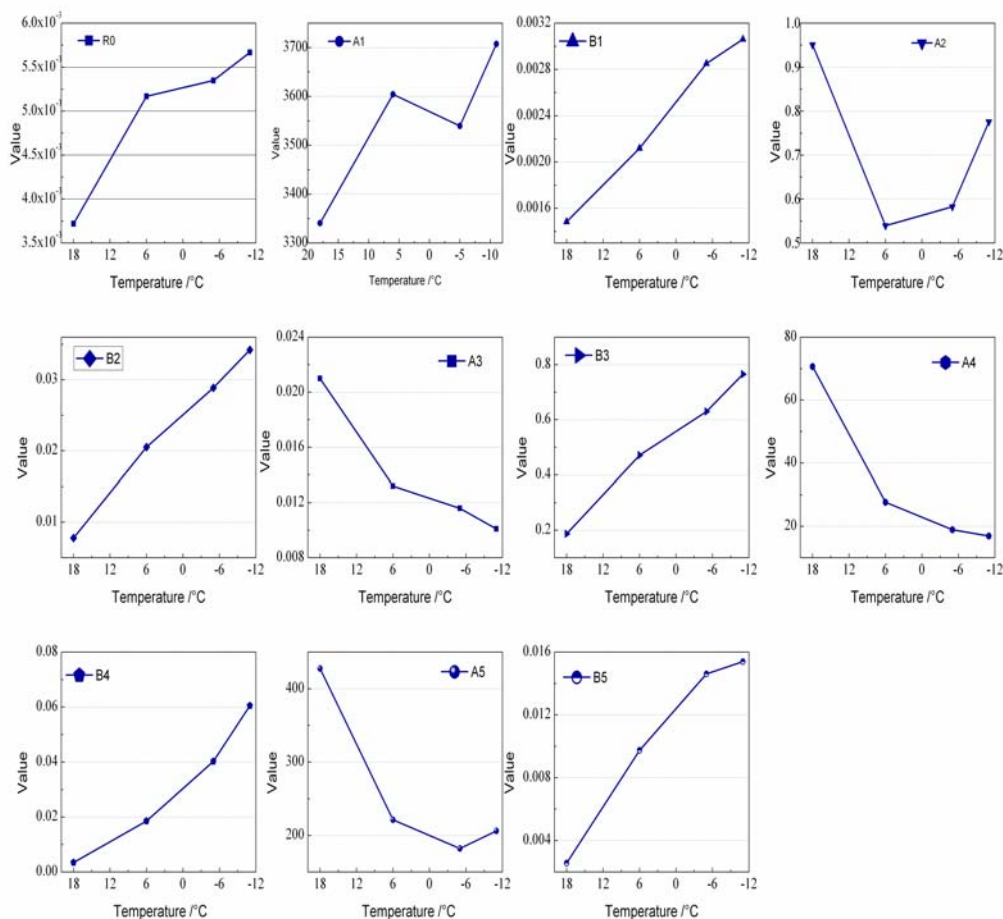 6.0x10⁻³
5.5x10⁻³
5.0x10⁻³
4.5x10⁻³
4.0x10⁻³
3.5x10⁻³
Value
R0
18 12 6 0 -6 -12
Temperature /°C
3700
3600
3500
3400
3300
Value
A1
20 15 10 5 0 -5 -10
Temperature /°C
0.0032
0.0028
0.0024
0.0020
0.0016
Value
B1
18 12 6 0 -6 -12
Temperature /°C
1.0
0.9
0.8
0.7
0.6
0.5
Value
A2
18 12 6 0 -6 -12
Temperature /°C
0.03
0.02
0.01
Value
B2
18 12 6 0 -6 -12
Temperature /°C
0.024
0.020
0.016
0.012
0.008
Value
A3
18 12 6 0 -6 -12
Temperature /°C
0.8
0.6
0.4
0.2
Value
B3
18 12 6 0 -6 -12
Temperature /°C
80
60
40
20
Value
A4
18 12 6 0 -6 -12
Temperature /°C
0.08
0.06
0.04
0.02
0.00
Value
B4
18 12 6 0 -6 -12
Temperature /°C
400
300
200
Value
A5
18 12 6 0 -6 -12
Temperature /°C
0.016
0.012
0.008
0.004
Value
B5
18 12 6 0 -6 -12
Temperature /°C